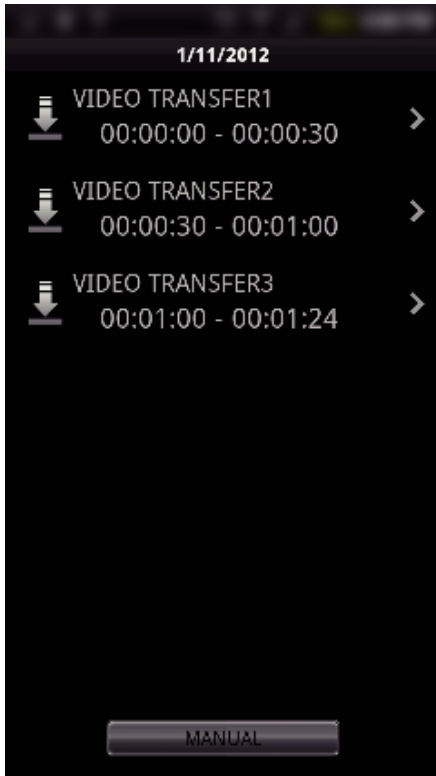 1/11/2012
VIDEO TRANSFER1
00:00:00 - 00:00:30
VIDEO TRANSFER2
00:00:30 - 00:01:00
VIDEO TRANSFER3
00:01:00 - 00:01:24
MANUAL